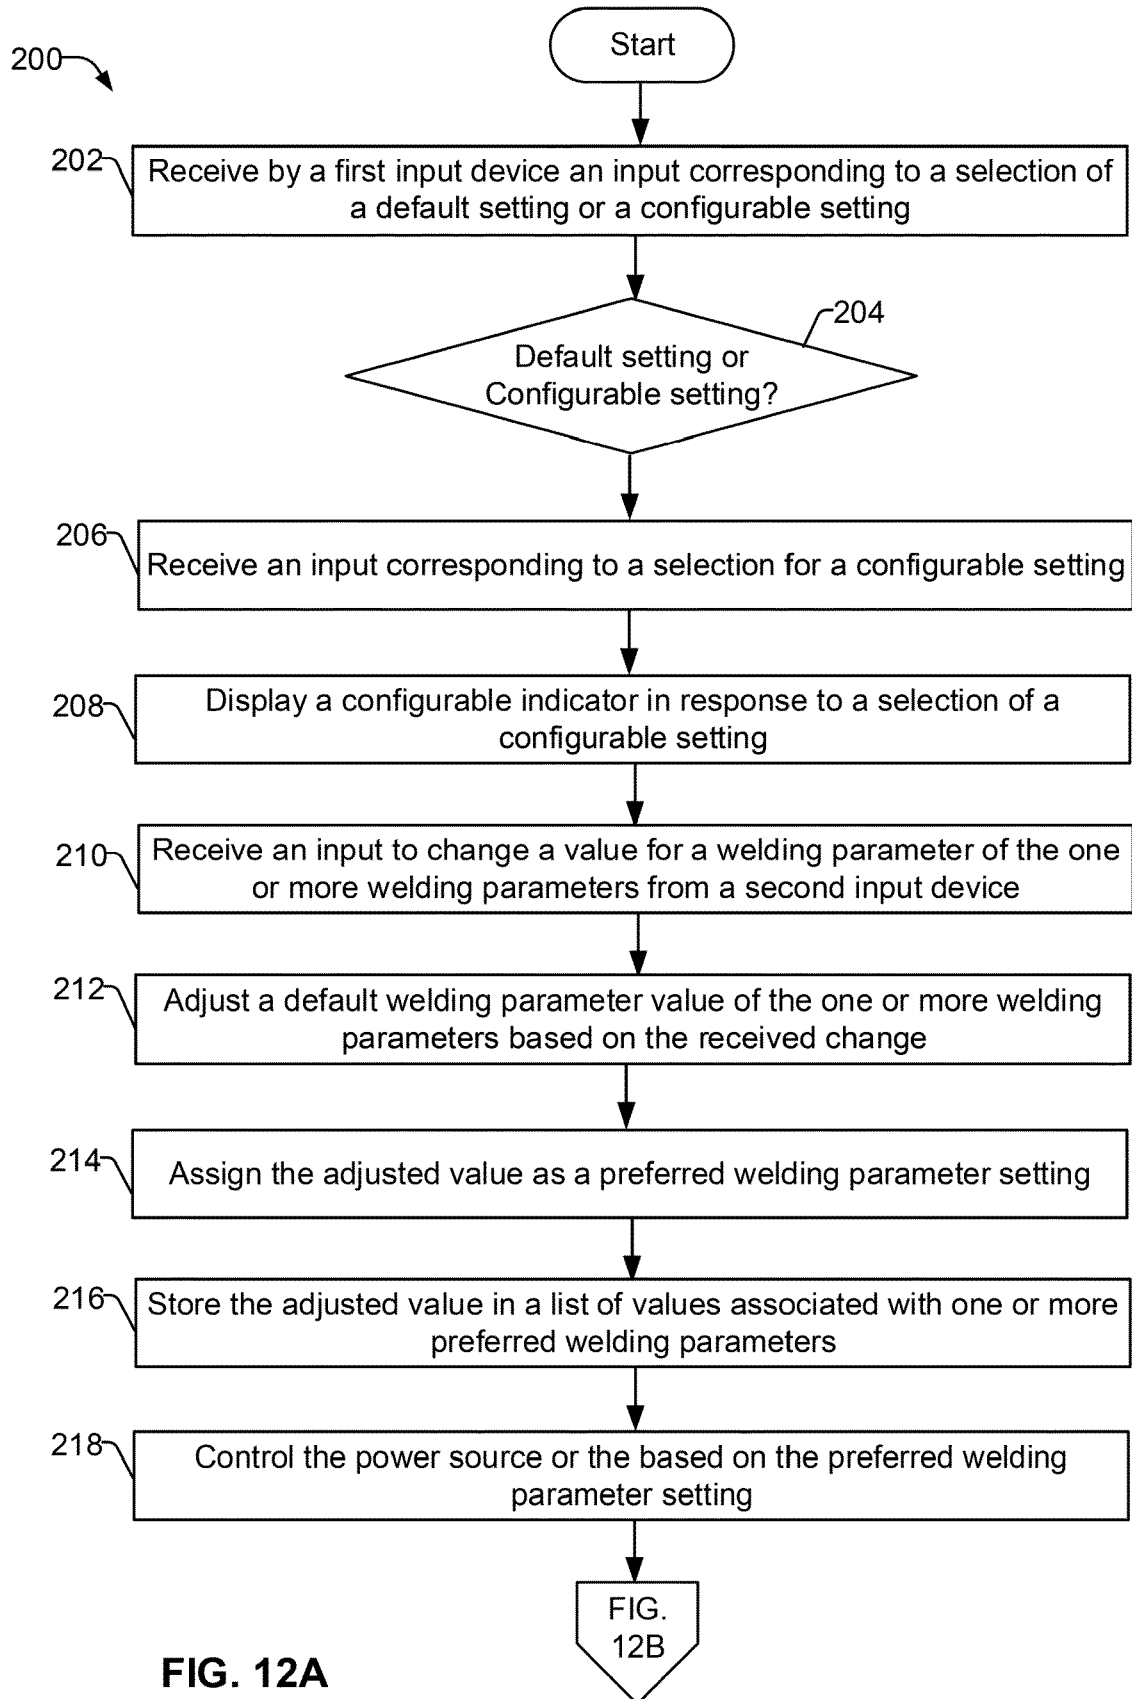 Start
200
202
Receive by a first input device an input corresponding to a selection of
a default setting or a configurable setting
204
Default setting or
Configurable setting?
206
Receive an input corresponding to a selection for a configurable setting
208
Display a configurable indicator in response to a selection of a
configurable setting
210
Receive an input to change a value for a welding parameter of the one
or more welding parameters from a second input device
212
Adjust a default welding parameter value of the one or more welding
parameters based on the received change
214
Assign the adjusted value as a preferred welding parameter setting
216
Store the adjusted value in a list of values associated with one or more
preferred welding parameters
218
Control the power source or the based on the preferred welding
parameter setting
FIG.
12B
FIG. 12A